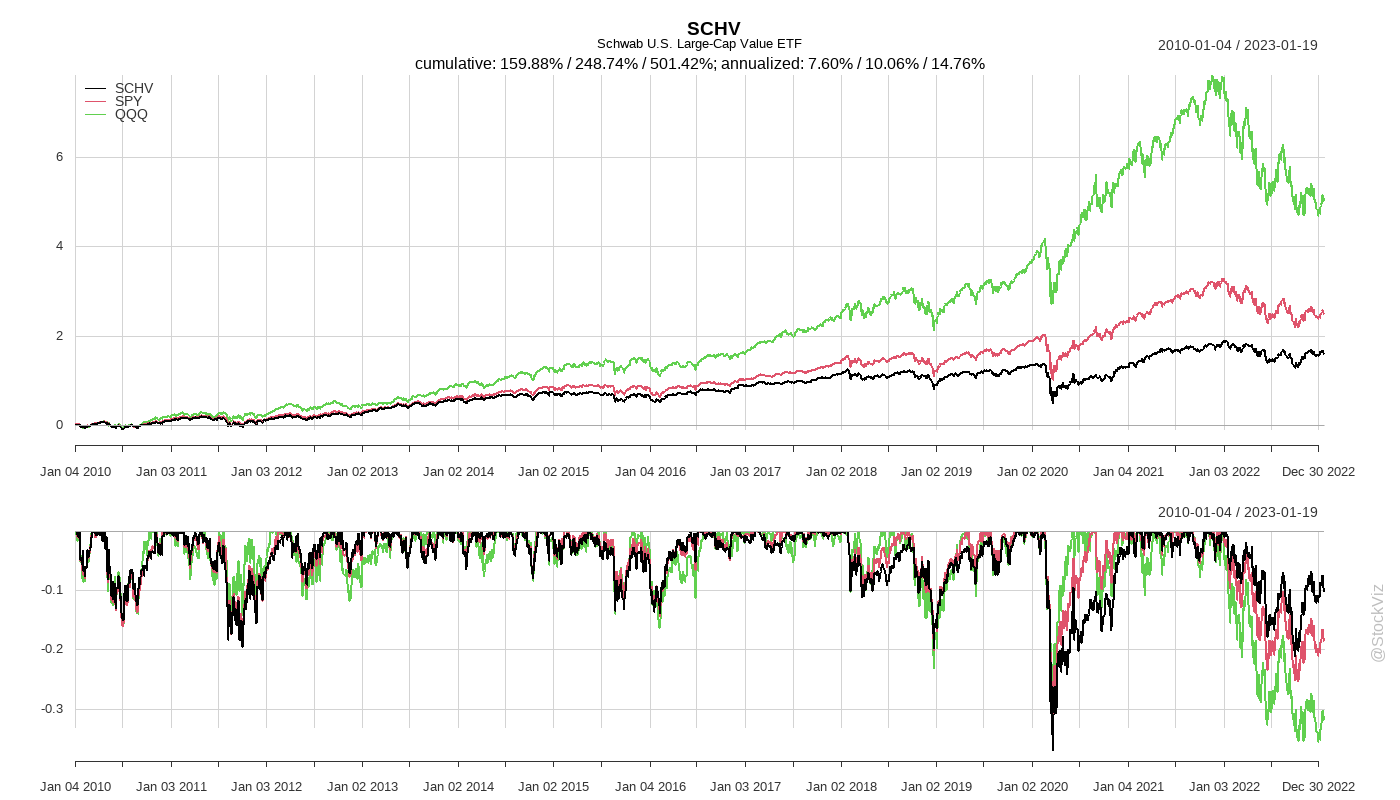 SCHV
Schwab U.S. Large-Cap Value ETF
2010-01-04 / 2023-01-19
cumulative: 159.88% / 248.74% / 501.42%; annualized: 7.60% / 10.06% / 14.76%
SCHV
SPY
QQQ
6
4
2
0
Jan 04 2010 Jan 03 2011 Jan 03 2012 Jan 02 2013 Jan 02 2014 Jan 02 2015 Jan 04 2016 Jan 03 2017 Jan 02 2018 Jan 02 2019 Jan 02 2020 Jan 04 2021 Jan 03 2022 Dec 30 2022
2010-01-04 / 2023-01-19
-0.1
-0.2
-0.3
Jan 04 2010 Jan 03 2011 Jan 03 2012 Jan 02 2013 Jan 02 2014 Jan 02 2015 Jan 04 2016 Jan 03 2017 Jan 02 2018 Jan 02 2019 Jan 02 2020 Jan 04 2021 Jan 03 2022 Dec 30 2022
@StockViz